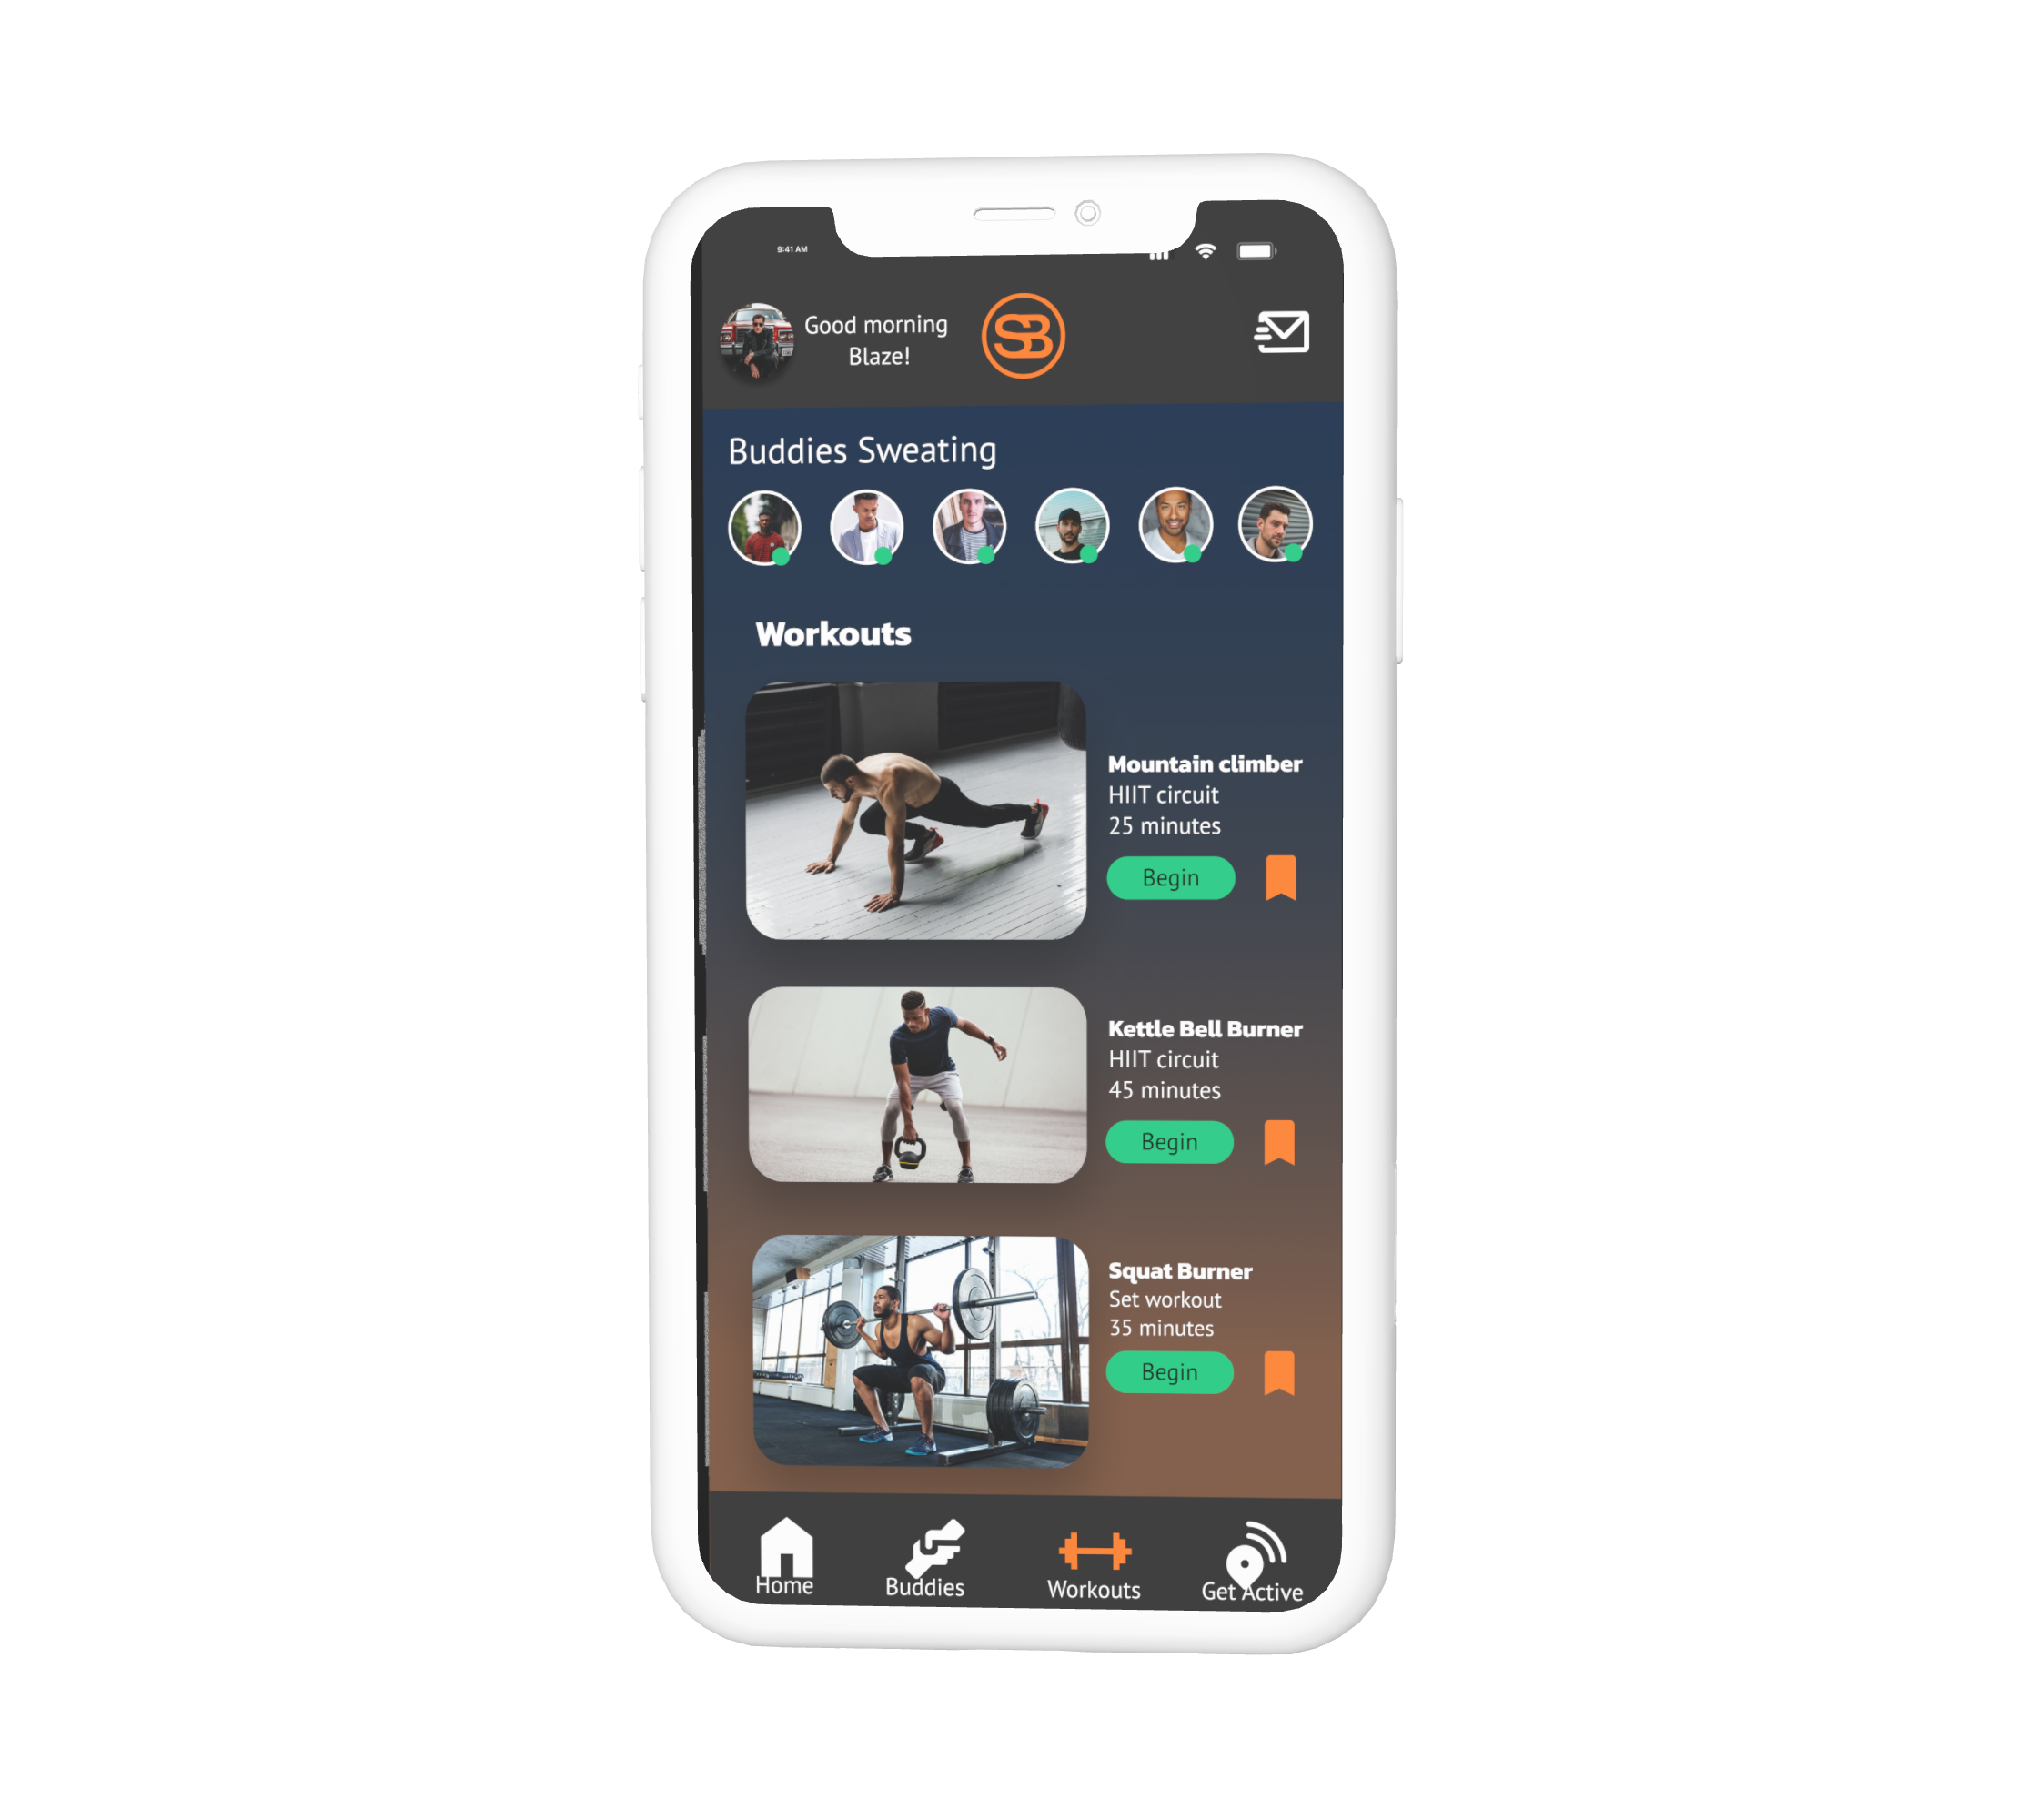 9:41 AM
Good morning
Blaze!
SB
Buddies Sweating
Workouts
Mountain climber
HIIT circuit
25 minutes
Begin
Kettle Bell Burner
HIIT circuit
45 minutes
Begin
Squat Burner
Set workout
35 minutes
Begin
Home
Buddies
Workouts
Get Active